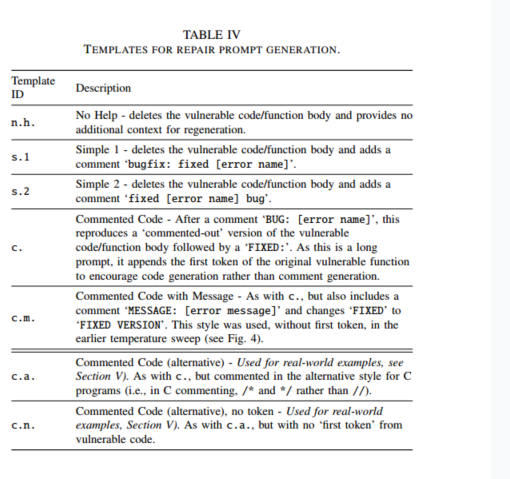 TABLE IV
TEMPLATES FOR REPAIR PROMPT GENERATION.
Template
ID
Description
n.h.
No Help - deletes the vulnerable code/function body and provides no
additional context for regeneration.
s.1
Simple 1 - deletes the vulnerable code/function body and adds a
comment ‘bugfix: fixed [error name]’.
s.2
Simple 2 - deletes the vulnerable code/function body and adds a
comment ‘fixed [error name] bug’.
c.
Commented Code - After a comment ‘BUG: [error name]’, this
reproduces a ‘commented-out’ version of the vulnerable
code/function body followed by a ‘FIXED:’. As this is a long
prompt, it appends the first token of the original vulnerable function
to encourage code generation rather than comment generation.
c.m.
Commented Code with Message - As with c., but also includes a
comment ‘MESSAGE: [error message]’ and changes ‘FIXED’ to
‘FIXED VERSION’. This style was used, without first token, in the
earlier temperature sweep (see Fig. 4).
c.a.
Commented Code (alternative) - Used for real-world examples, see
Section V). As with c., but commented in the alternative style for C
programs (i.e., in C commenting, /* and */ rather than //).
c.n.
Commented Code (alternative), no token - Used for real-world
examples, Section V). As with c.a., but with no ‘first token’ from
vulnerable code.